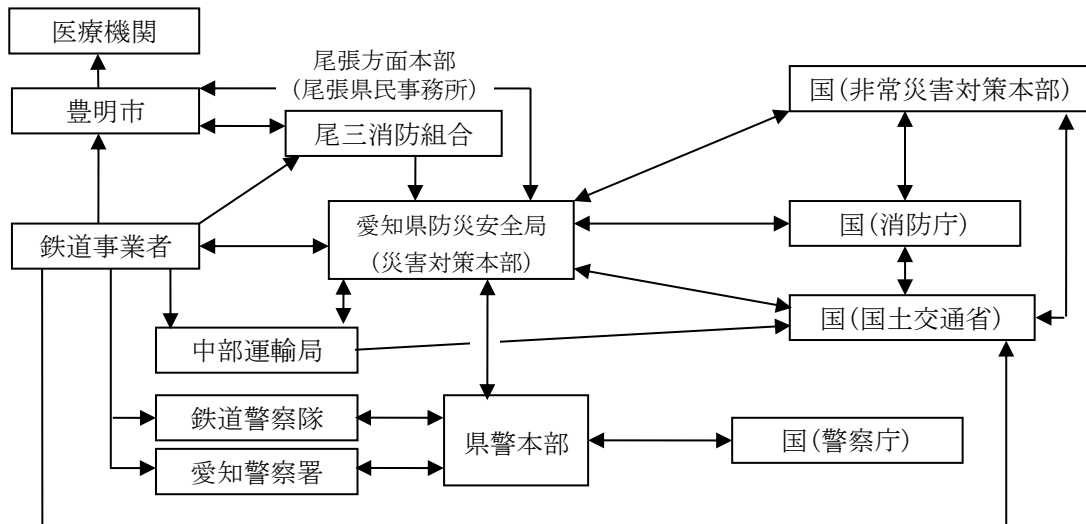 医療機関
尾張方面本部
(尾張県民事務所)
豊明市
国(非常災害対策本部)
尾三消防組合
愛知県防災安全局
(災害対策本部)
国(消防庁)
鉄道事業者
国(国土交通省)
中部運輸局
鉄道警察隊
県警本部
国(警察庁)
愛知警察署